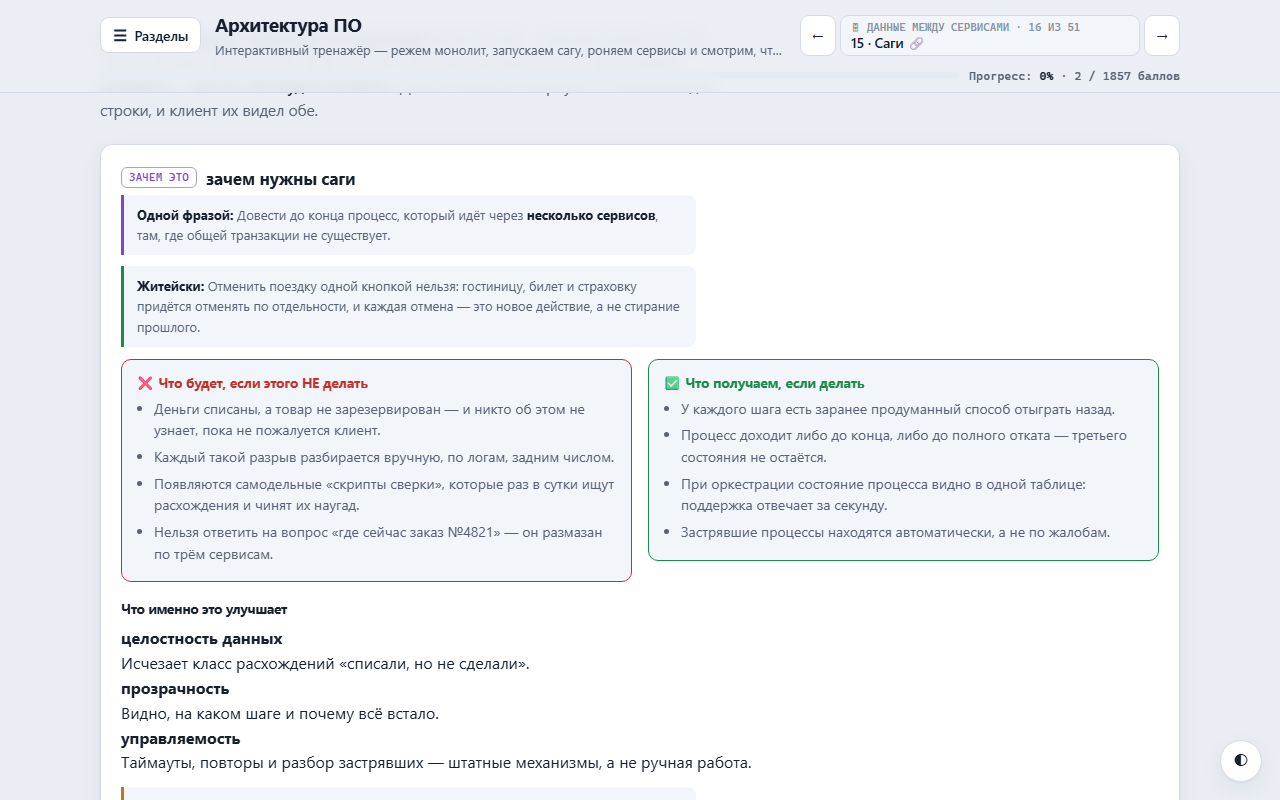 ☰ Разделы
Архитектура ПО
Интерактивный тренажёр — режем монолит, запускаем сагу, роняем сервисы и смотрим, чт...
←
ДАННЫЕ МЕЖДУ СЕРВИСАМИ · 16 ИЗ 51
15 · Саги 🔗
→
Прогресс: 0% · 2 / 1857 баллов
строки, и клиент их видел обе.
ЗАЧЕМ ЭТО зачем нужны саги
Одной фразой: Довести до конца процесс, который идёт через несколько сервисов,
там, где общей транзакции не существует.
Житейски: Отменить поездку одной кнопкой нельзя: гостиницу, билет и страховку
придётся отменять по отдельности, и каждая отмена — это новое действие, а не стирание
прошлого.
❌ Что будет, если этого НЕ делать
• Деньги списаны, а товар не зарезервирован — и никто об этом не
узнает, пока не пожалуется клиент.
• Каждый такой разрыв разбирается вручную, по логам, задним числом.
• Появляются самодельные «скрипты сверки», которые раз в сутки ищут
расхождения и чинят их наугад.
• Нельзя ответить на вопрос «где сейчас заказ №4821» — он размазан
по трём сервисам.
✅ Что получаем, если делать
• У каждого шага есть заранее продуманный способ отыграть назад.
• Процесс доходит либо до конца, либо до полного отката — третьего
состояния не остаётся.
• При оркестрации состояние процесса видно в одной таблице:
поддержка отвечает за секунду.
• Застрявшие процессы находятся автоматически, а не по жалобам.
Что именно это улучшает
целостность данных
Исчезает класс расхождений «списали, но не сделали».
прозрачность
Видно, на каком шаге и почему всё встало.
управляемость
Таймауты, повторы и разбор застрявших — штатные механизмы, а не ручная работа.